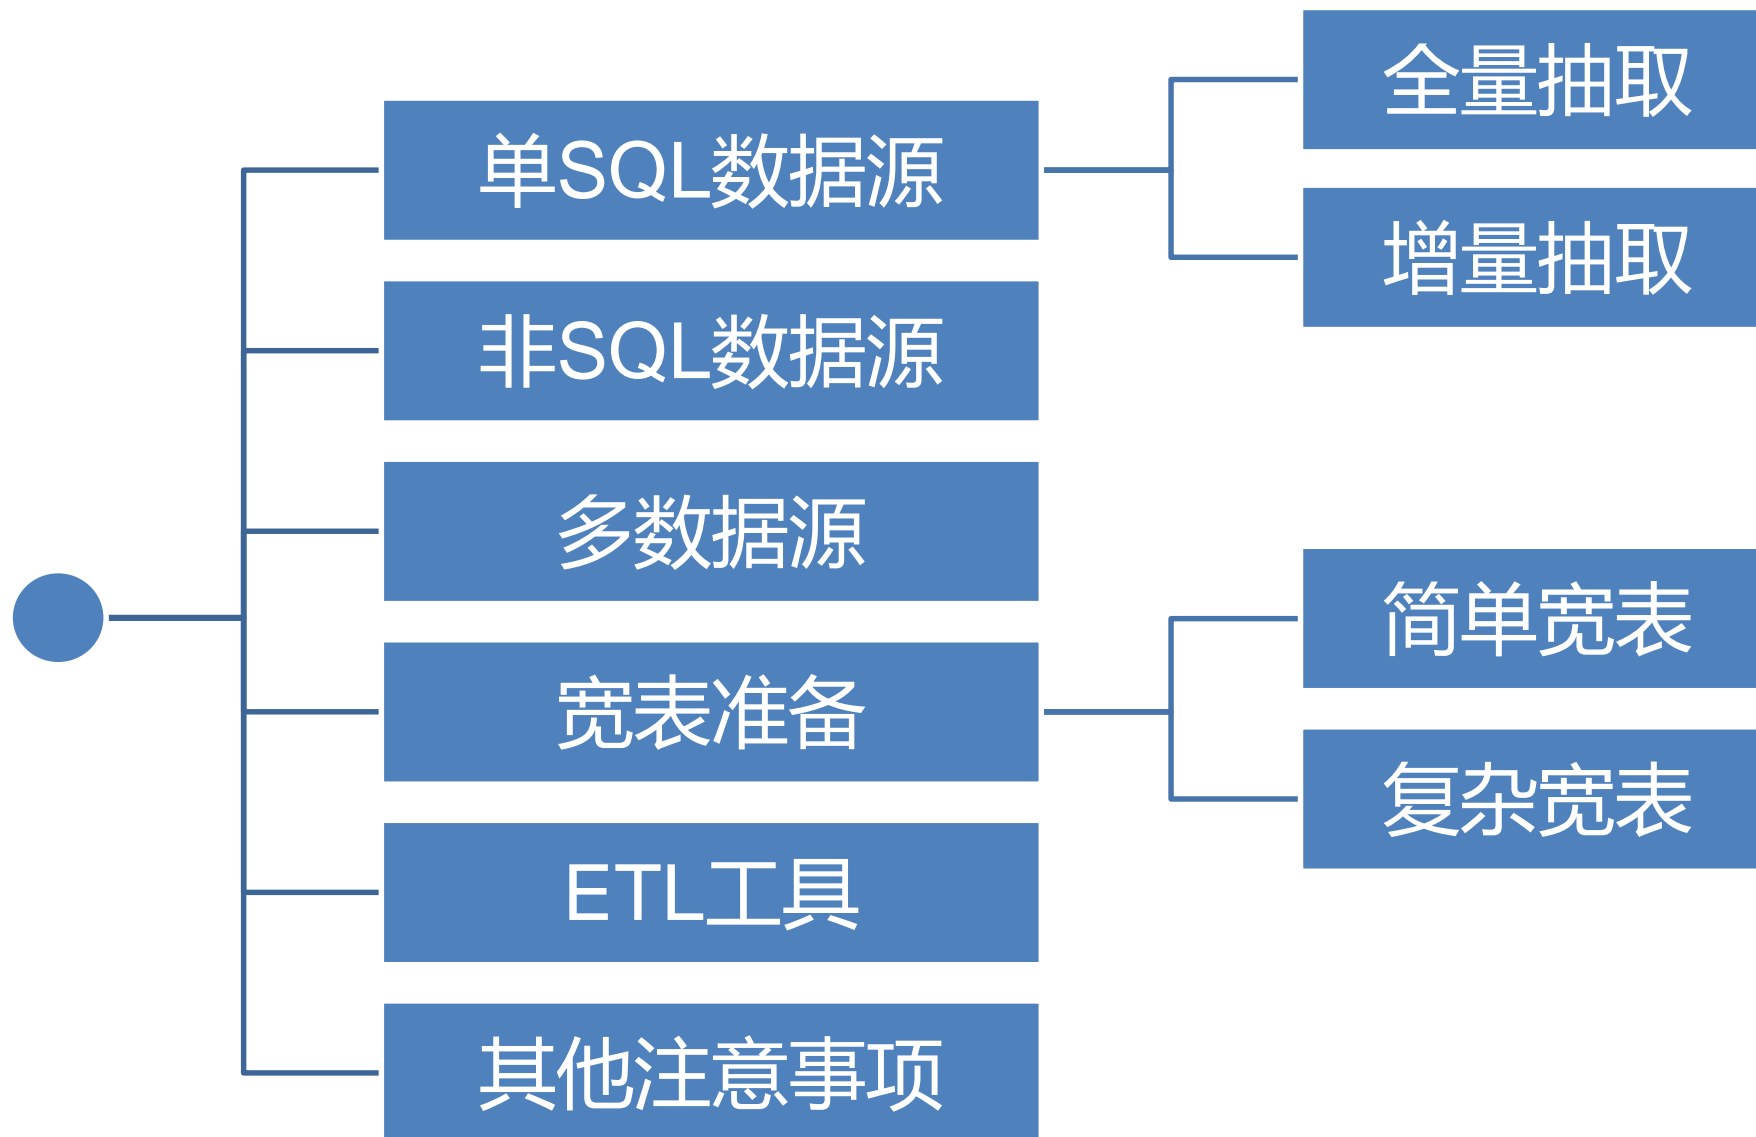 单SQL数据源
全量抽取
增量抽取
非SQL数据源
多数据源
宽表准备
简单宽表
复杂宽表
ETL工具
其他注意事项